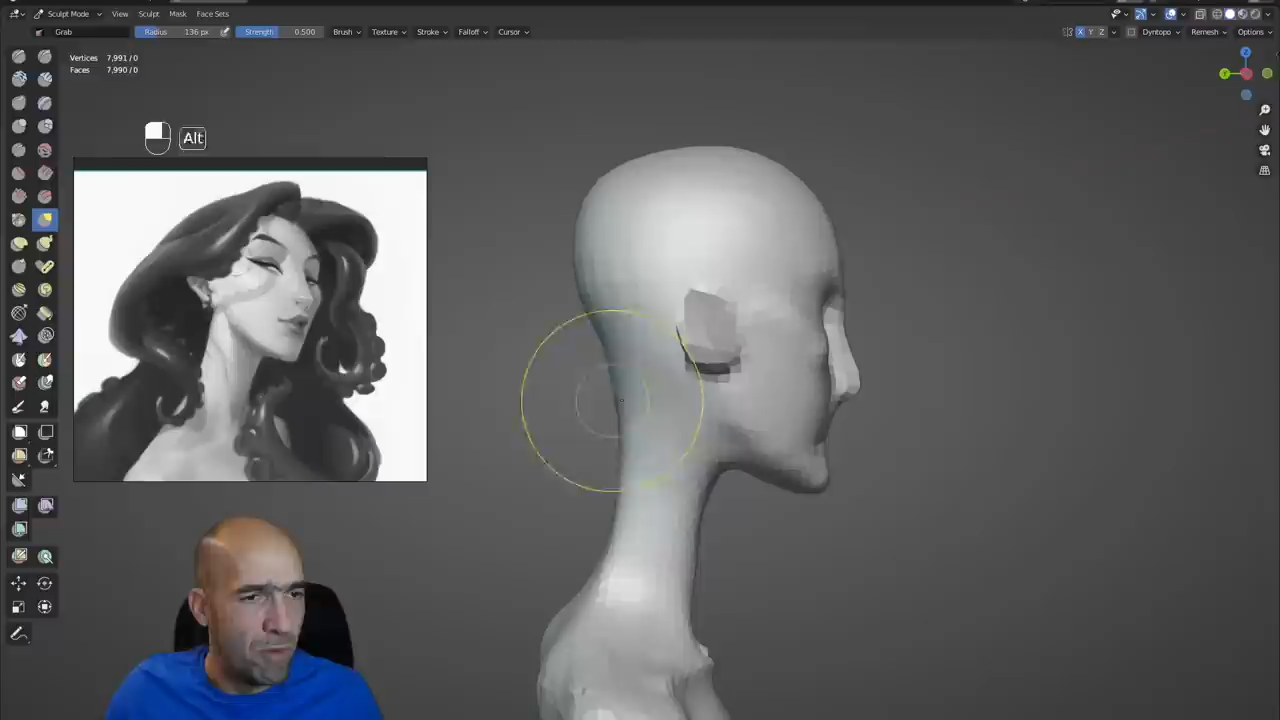 Sculpt Mode View Sculpt Mask Face Sets
Grab Radius 136 px Strength 0.500 Brush Texture Stroke Falloff Cursor X Y Z Dyntopo Remesh Options
Vertices 7,991 / 0
Faces 7,990 / 0
Z
Y
Alt